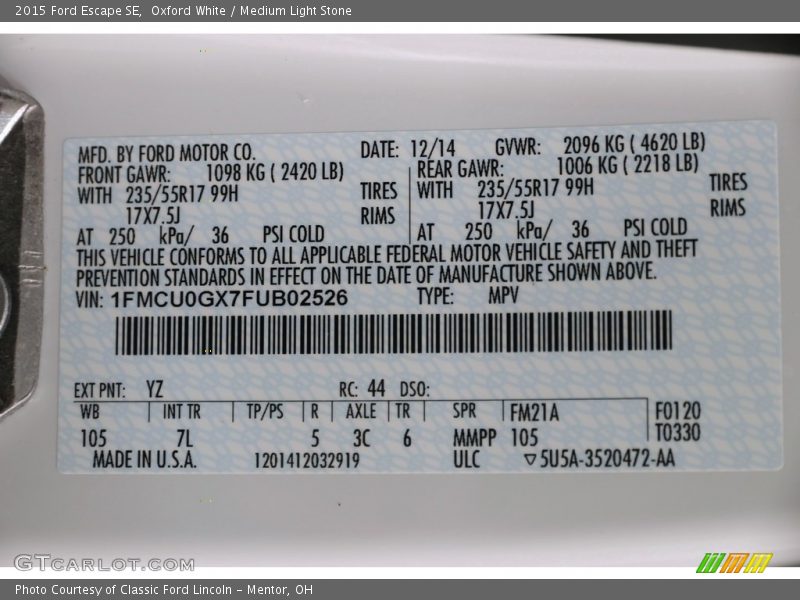 2015 Ford Escape SE, Oxford White / Medium Light Stone
MFD. BY FORD MOTOR CO. DATE: 12/14 GVWR: 2096 KG ( 4620 LB)
FRONT GAWR: 1098 KG ( 2420 LB) REAR GAWR: 1006 KG ( 2218 LB)
WITH 235/55R17 99H TIRES WITH 235/55R17 99H TIRES
17X7.5J RIMS 17X7.5J RIMS
AT 250 kPa/ 36 PSI COLD AT 250 kPa/ 36 PSI COLD
THIS VEHICLE CONFORMS TO ALL APPLICABLE FEDERAL MOTOR VEHICLE SAFETY AND THEFT
PREVENTION STANDARDS IN EFFECT ON THE DATE OF MANUFACTURE SHOWN ABOVE.
VIN: 1FMCU0GX7FUB02526 TYPE: MPV
EXT PNT: YZ RC: 44 DSO:
WB INT TR TP/PS R AXLE TR SPR FM21A F0120
105 7L 5 3C 6 MMPP 105 T0330
MADE IN U.S.A. 1201412032919 ULC ▽5U5A-3520472-AA
GTCARLOT.COM
Photo Courtesy of Classic Ford Lincoln - Mentor, OH